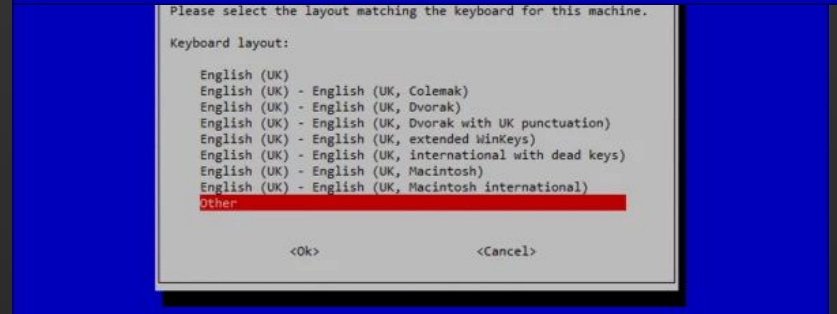 Please select the layout matching the keyboard for this machine.
Keyboard layout:
English (UK)
English (UK) - English (UK, Colemak)
English (UK) - English (UK, Dvorak)
English (UK) - English (UK, Dvorak with UK punctuation)
English (UK) - English (UK, extended WinKeys)
English (UK) - English (UK, international with dead keys)
English (UK) - English (UK, Macintosh)
English (UK) - English (UK, Macintosh international)
Other
<Ok> <Cancel>